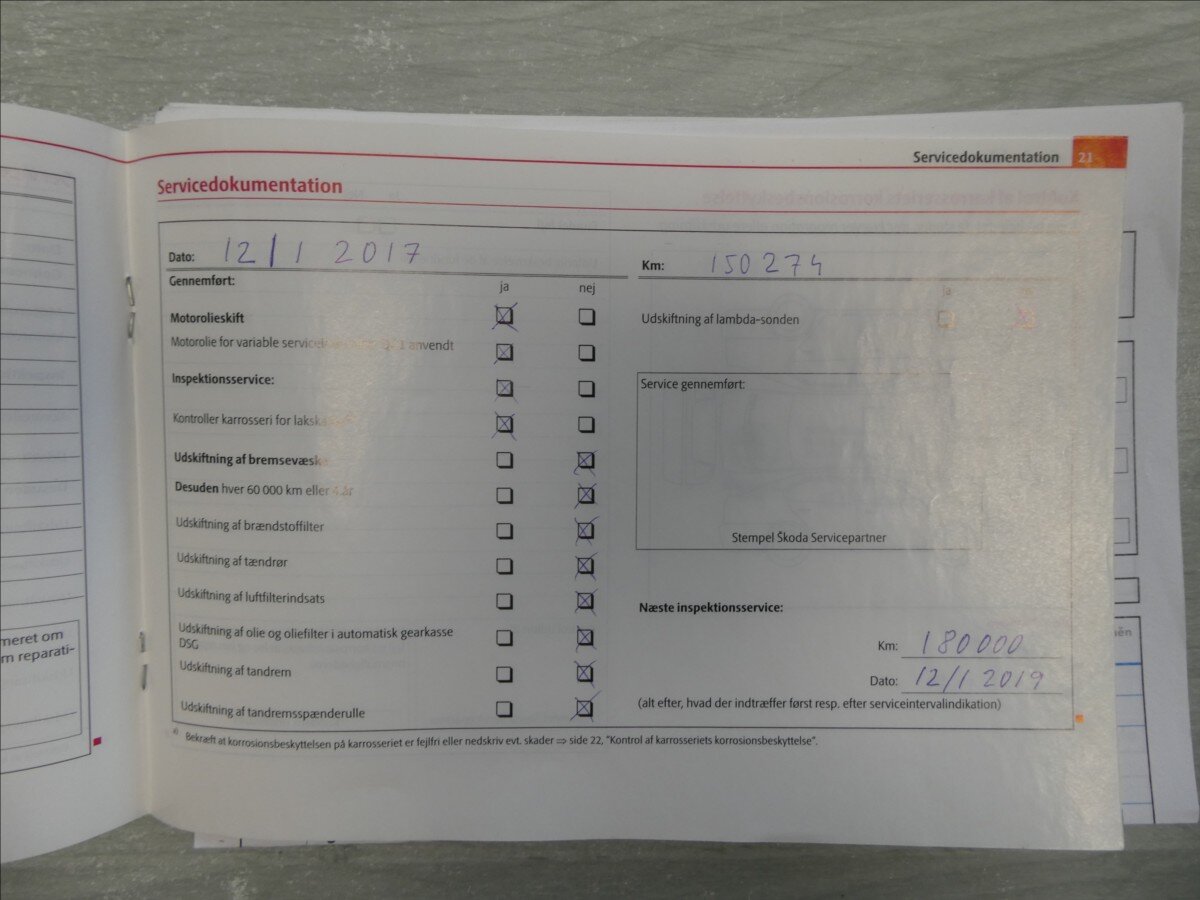 Servicedokumentation 21
Servicedokumentation
Dato: 12/1 2017
Km: 150274
Gennemført:
ja nej
ja
Motorolieskift
Udskiftning af lambda-sonden
Motorolie for variable anvendt
Inspektionsservice:
Service gennemført:
Kontroller karrosseri for
Udskiftning af bremsevæske
Desuden hver 60 000 km eller 4 år
Udskiftning af brændstoffilter
Stempel Škoda Servicepartner
Udskiftning af tændrør
Udskiftning af luftfilterindsats
Næste inspektionsservice:
Udskiftning af olie og oliefilter i automatisk gearkasse
DSG
Km: 180000
Udskiftning af tandrem
Dato: 12/1 2019
Udskiftning af tandremsspænderulle
(alt efter, hvad der indtræffer først resp. efter serviceintervalindikation)
a) Bekræft at korrosionsbeskyttelsen på karrosseriet er fejlfri eller nedskriv evt. skader ⇒ side 22, "Kontrol af karrosseriets korrosionsbeskyttelse".
meret om
m reparati-